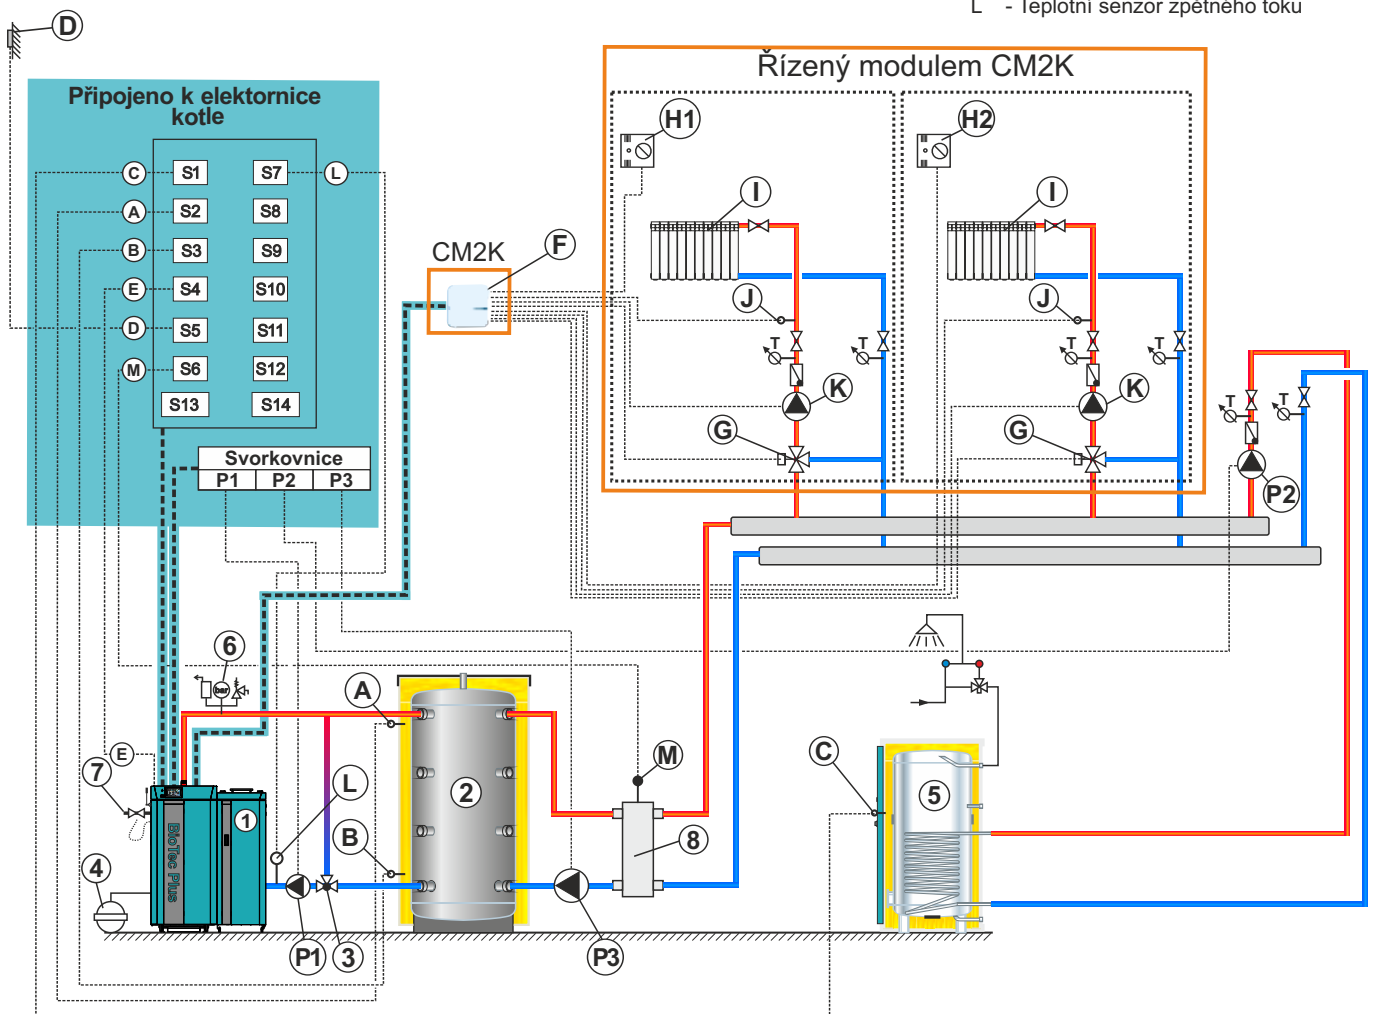 L - Teplotní senzor zpětného toku
D
Řízený modulem CM2K
Připojeno k elektornice
kotle
H1
H2
C S1 S7 L
A S2 S8
B S3 S9
E S4 S10
D S5 S11
M S6 S12
S13 S14
I
I
CM2K
F
J
J
T
T
T
T
K
K
G
G
T
T
P2
Svorkovnice
P1 P2 P3
6
bar
A
E
7
M
C
L
1
2
5
BioTec Plus
B
8
4
P1
3
P3